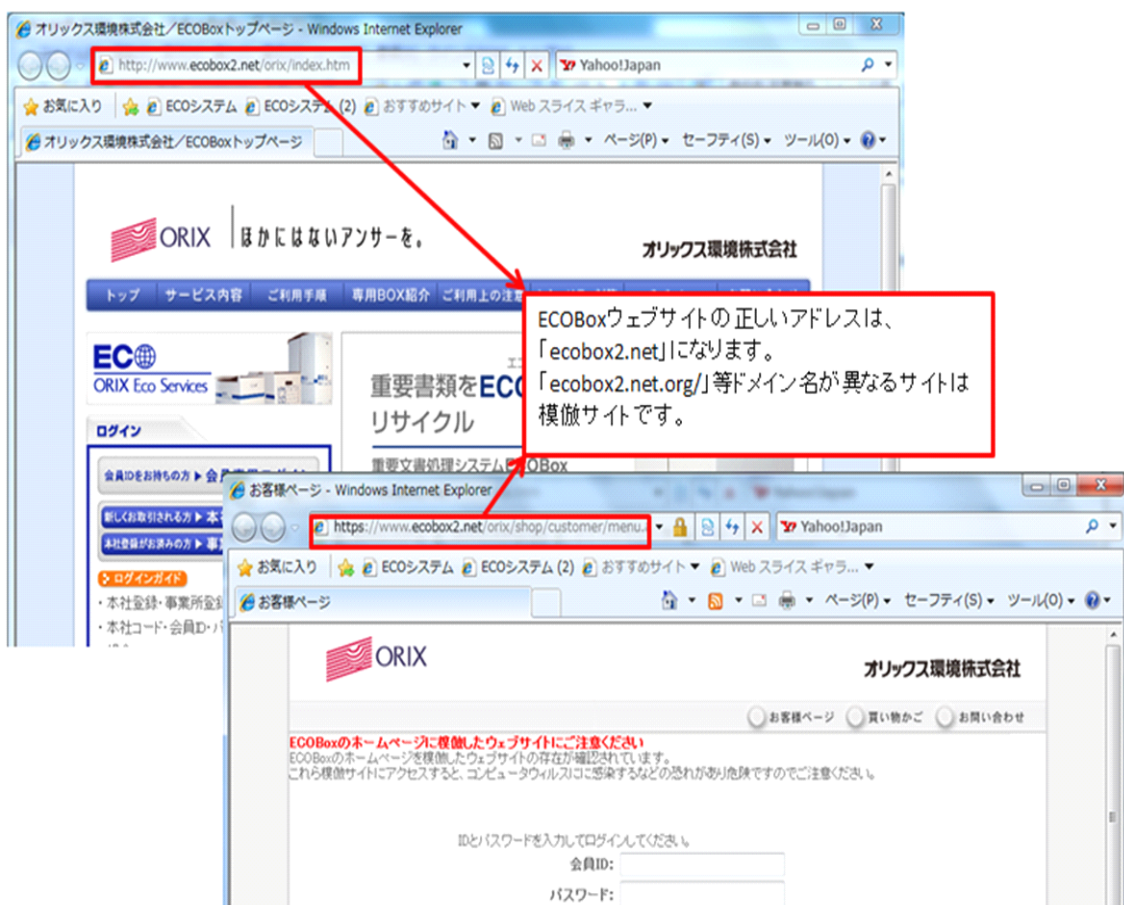 オリックス環境株式会社／ECOBoxトップページ - Windows Internet Explorer
http://www.ecobox2.net/orix/index.htm
Yahoo!Japan
お気に入り ECOシステム ECOシステム (2) おすすめサイト Web スライス ギャラ...
オリックス環境株式会社／ECOBoxトップページ
ページ(P) セーフティ(S) ツール(O)
ORIX ほかにはないアンサーを。
オリックス環境株式会社
トップ サービス内容 ご利用手順 専用BOX紹介 ご利用上の注意
ECOBoxウェブサイトの正しいアドレスは、
「ecobox2.net」になります。
「ecobox2.net.org/」等ドメイン名が異なるサイトは
模倣サイトです。
ECO
ORIX Eco Services
重要書類をECO
リサイクル
重要文書処理システムECOBox
ログイン
会員IDをお持ちの方
新しくお取引される方
本社登録がお済みの方
ログインガイド
・本社登録・事業所登録
・本社コード・会員ID・パ
お客様ページ - Windows Internet Explorer
https://www.ecobox2.net/orix/shop/customer/menu.
Yahoo!Japan
お気に入り ECOシステム ECOシステム (2) おすすめサイト Web スライス ギャラ...
お客様ページ
ページ(P) セーフティ(S) ツール(O)
ORIX
オリックス環境株式会社
お客様ページ 買い物かご お問い合わせ
ECOBoxのホームページに模倣したウェブサイトにご注意ください
ECOBoxのホームページを模倣したウェブサイトの存在が確認されています。
これら模倣サイトにアクセスすると、コンピュータウィルスにに感染するなどの恐れがあり危険ですのでご注意ください。
IDとパスワードを入力してログインしてください。
会員ID:
パスワード: